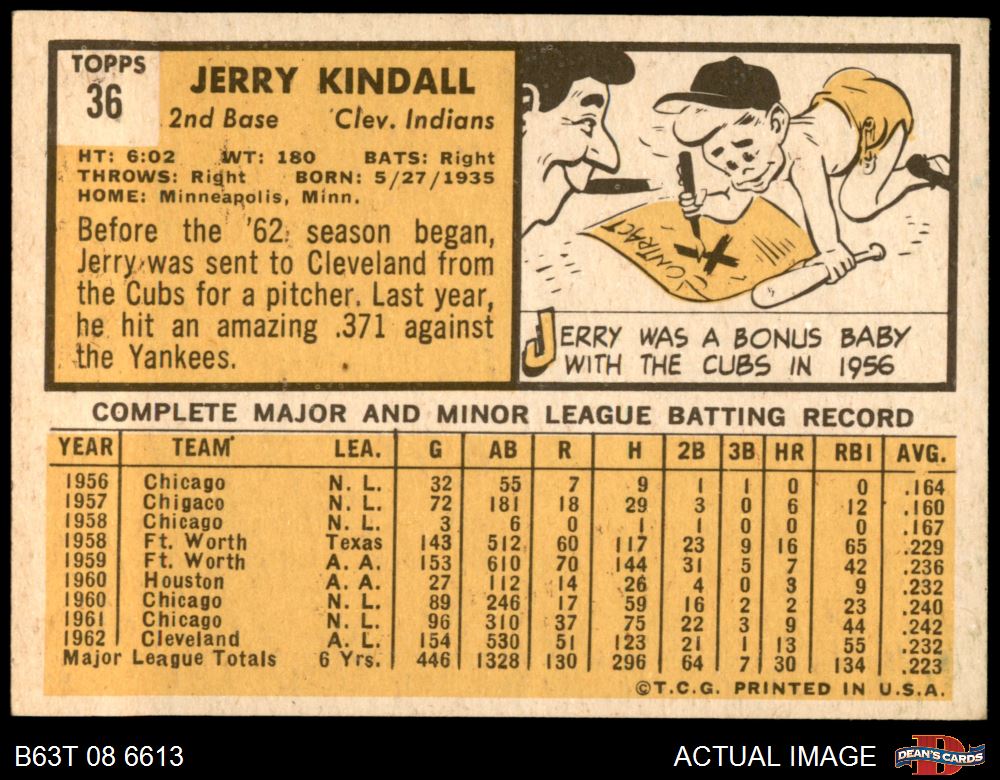 TOPPS
36
JERRY KINDALL
2nd Base Clev. Indians
HT: 6:02 WT: 180 BATS: Right
THROWS: Right BORN: 5/27/1935
HOME: Minneapolis, Minn.
Before the '62 season began,
Jerry was sent to Cleveland from
the Cubs for a pitcher. Last year,
he hit an amazing .371 against
the Yankees.
CONTRACT
X
JERRY WAS A BONUS BABY
WITH THE CUBS IN 1956
COMPLETE MAJOR AND MINOR LEAGUE BATTING RECORD
YEAR TEAM LEA. G AB R H 2B 3B HR RBI AVG.
1956 Chicago N. L. 32 55 7 9 1 1 0 0 .164
1957 Chigaco N. L. 72 181 18 29 3 0 6 12 .160
1958 Chicago N. L. 3 6 0 1 1 0 0 0 .167
1958 Ft. Worth Texas 143 512 60 117 23 9 16 65 .229
1959 Ft. Worth A. A. 153 610 70 144 31 5 7 42 .236
1960 Houston A. A. 27 112 14 26 4 0 3 9 .232
1960 Chicago N. L. 89 246 17 59 16 2 2 23 .240
1961 Chicago N. L. 96 310 37 75 22 3 9 44 .242
1962 Cleveland A. L. 154 530 51 123 21 1 13 55 .232
Major League Totals 6 Yrs. 446 1328 130 296 64 7 30 134 .223
©T.C.G. PRINTED IN U.S.A.
B63T 08 6613 ACTUAL IMAGE DEAN'S CARDS